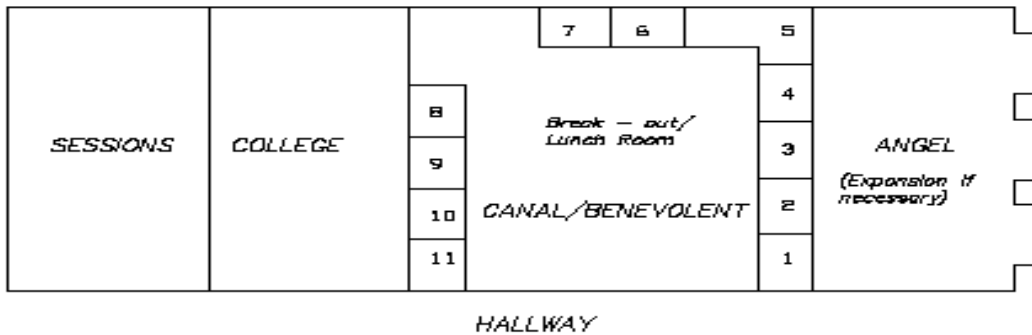 7 6 5
8 4
SESSIONS COLLEGE 9 Break - out/ 3 ANGEL
Lunch Room
(Expansion if
necessary)
10 CANAL/BENEVOLENT 2
11 1
HALLWAY